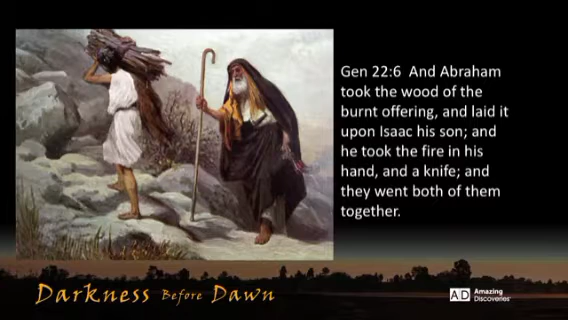 Gen 22:6  And Abraham
took the wood of the
burnt offering, and laid it
upon Isaac his son; and
he took the fire in his
hand, and a knife; and
they went both of them
together.
Darkness Before Dawn
AD Amazing
Discoveries